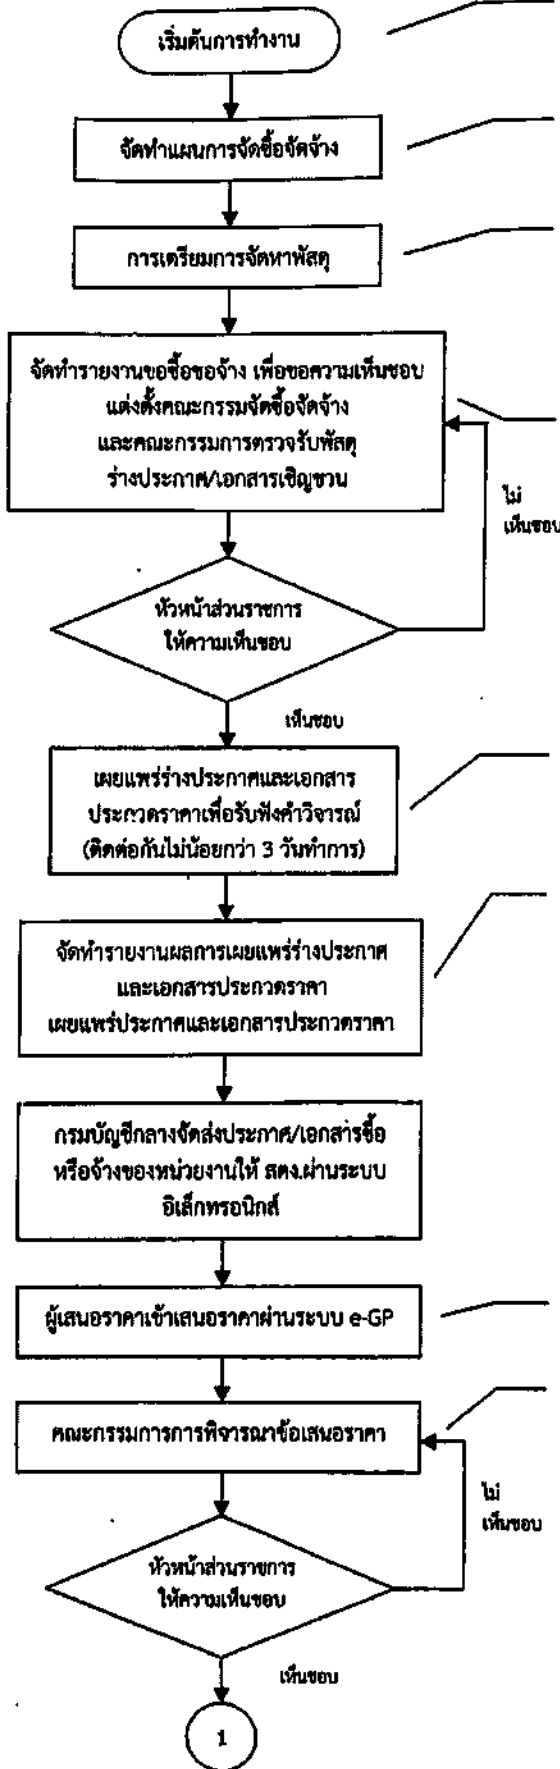 เริ่มต้นการทำงาน
จัดทำแผนการจัดซื้อจัดจ้าง
การเตรียมการจัดหาพัสดุ
จัดทำรายงานขอซื้อขอจ้าง เพื่อขอความเห็นชอบ
แต่งตั้งคณะกรรมจัดซื้อจัดจ้าง
และคณะกรรมการตรวจรับพัสดุ
ร่างประกาศ/เอกสารเชิญชวน
ไม่
เห็นชอบ
หัวหน้าส่วนราชการ
ให้ความเห็นชอบ
เห็นชอบ
เผยแพร่ร่างประกาศและเอกสาร
ประกวดราคาเพื่อรับฟังคำวิจารณ์
(ติดต่อกันไม่น้อยกว่า 3 วันทำการ)
จัดทำรายงานผลการเผยแพร่ร่างประกาศ
และเอกสารประกวดราคา
เผยแพร่ประกาศและเอกสารประกวดราคา
กรมบัญชีกลางจัดส่งประกาศ/เอกสารซื้อ
หรือจ้างของหน่วยงานให้ สตง.ผ่านระบบ
อิเล็กทรอนิกส์
ผู้เสนอราคาเข้าเสนอราคาผ่านระบบ e-GP
คณะกรรมการการพิจารณาข้อเสนอราคา
ไม่
เห็นชอบ
หัวหน้าส่วนราชการ
ให้ความเห็นชอบ
เห็นชอบ
1